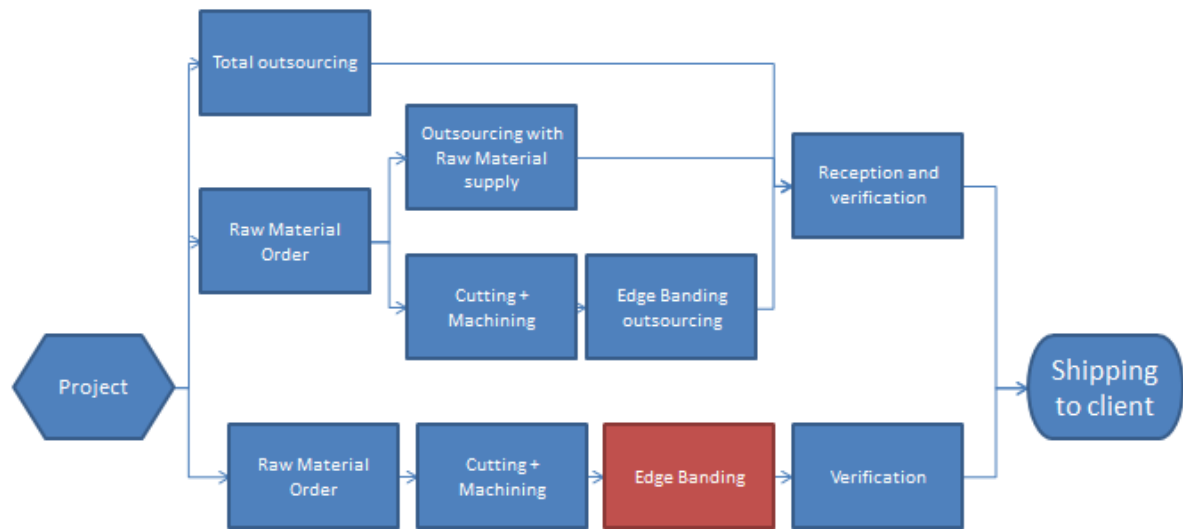 Total outsourcing
Outsourcing with
Raw Material
supply
Reception and
verification
Raw Material
Order
Cutting +
Machining
Edge Banding
outsourcing
Project
Shipping
to client
Raw Material
Order
Cutting +
Machining
Edge Banding
Verification